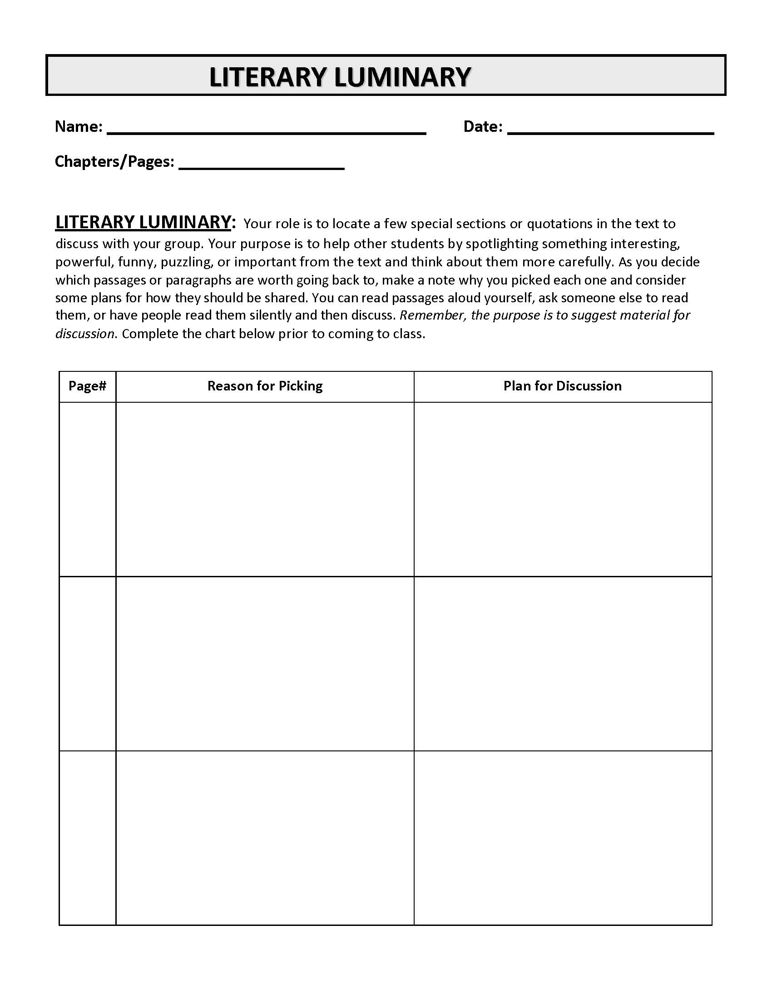 LITERARY LUMINARY
Name: Date:
Chapters/Pages:
LITERARY LUMINARY: Your role is to locate a few special sections or quotations in the text to
discuss with your group. Your purpose is to help other students by spotlighting something interesting,
powerful, funny, puzzling, or important from the text and think about them more carefully. As you decide
which passages or paragraphs are worth going back to, make a note why you picked each one and consider
some plans for how they should be shared. You can read passages aloud yourself, ask someone else to read
them, or have people read them silently and then discuss. Remember, the purpose is to suggest material for
discussion. Complete the chart below prior to coming to class.
Page# Reason for Picking Plan for Discussion